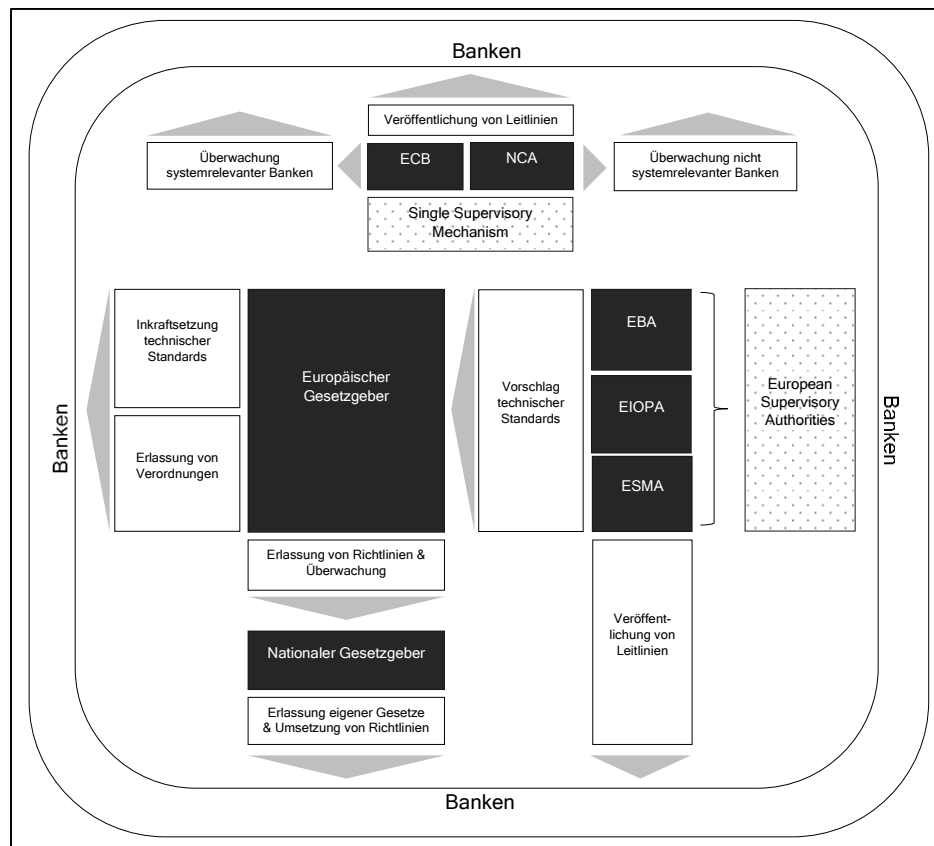 Banken
Veröffentlichung von Leitlinien
Überwachung
systemrelevanter Banken
ECB
NCA
Überwachung nicht
systemrelevanter Banken
Single Supervisory
Mechanism
Banken
Inkraftsetzung
technischer
Standards
Erlassung von
Verordnungen
Europäischer
Gesetzgeber
Vorschlag
technischer
Standards
EBA
EIOPA
ESMA
European
Supervisory
Authorities
Banken
Erlassung von Richtlinien &
Überwachung
Nationaler Gesetzgeber
Erlassung eigener Gesetze
& Umsetzung von Richtlinien
Veröffent-
lichung von
Leitlinien
Banken